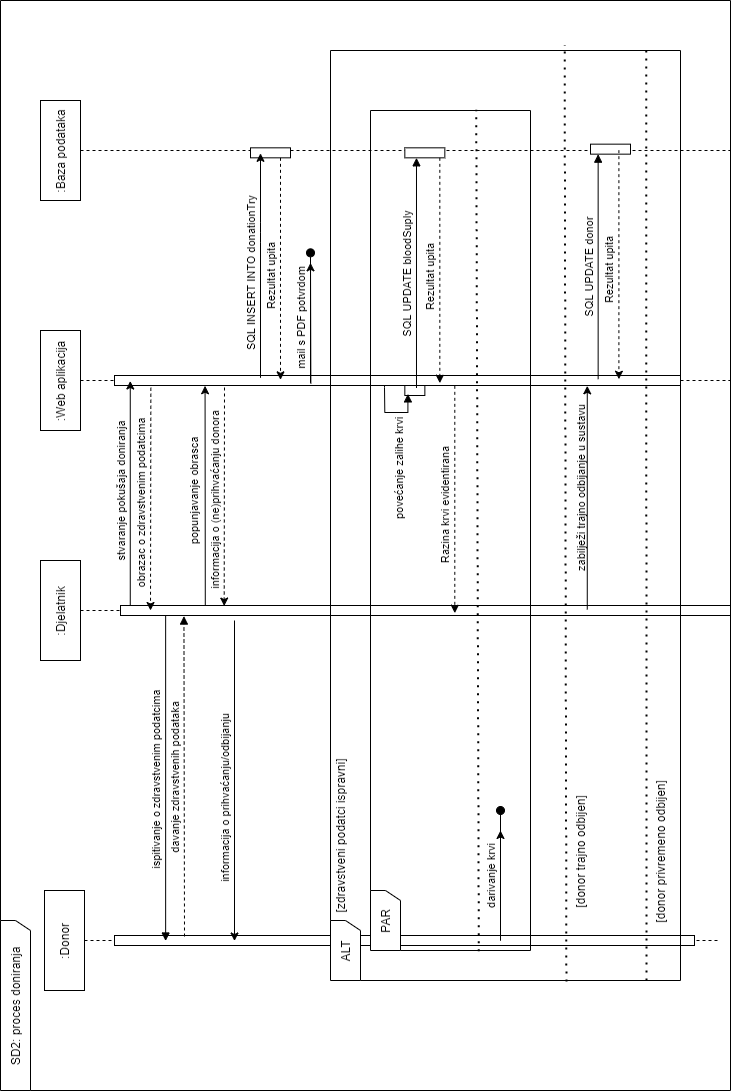 SD2: proces doniranja
:Donor
:Djelatnik
:Web aplikacija
:Baza podataka
stvaranje pokušaja doniranja
obrazac o zdravstvenim podatcima
ispitivanje o zdravstvenim podatcima
davanje zdravstvenih podataka
popunjavanje obrasca
informacija o (ne)prihvaćanju donora
informacija o prihvaćanju/odbijanju
SQL INSERT INTO donationTry
Rezultat upita
mail s PDF potvrdom
ALT
[zdravstveni podatci ispravni]
PAR
povećanje zalihe krvi
SQL UPDATE bloodSuply
Rezultat upita
Razina krvi evidentirana
darivanje krvi
[donor trajno odbijen]
zabilježi trajno odbijanje u sustavu
SQL UPDATE donor
Rezultat upita
[donor privremeno odbijen]